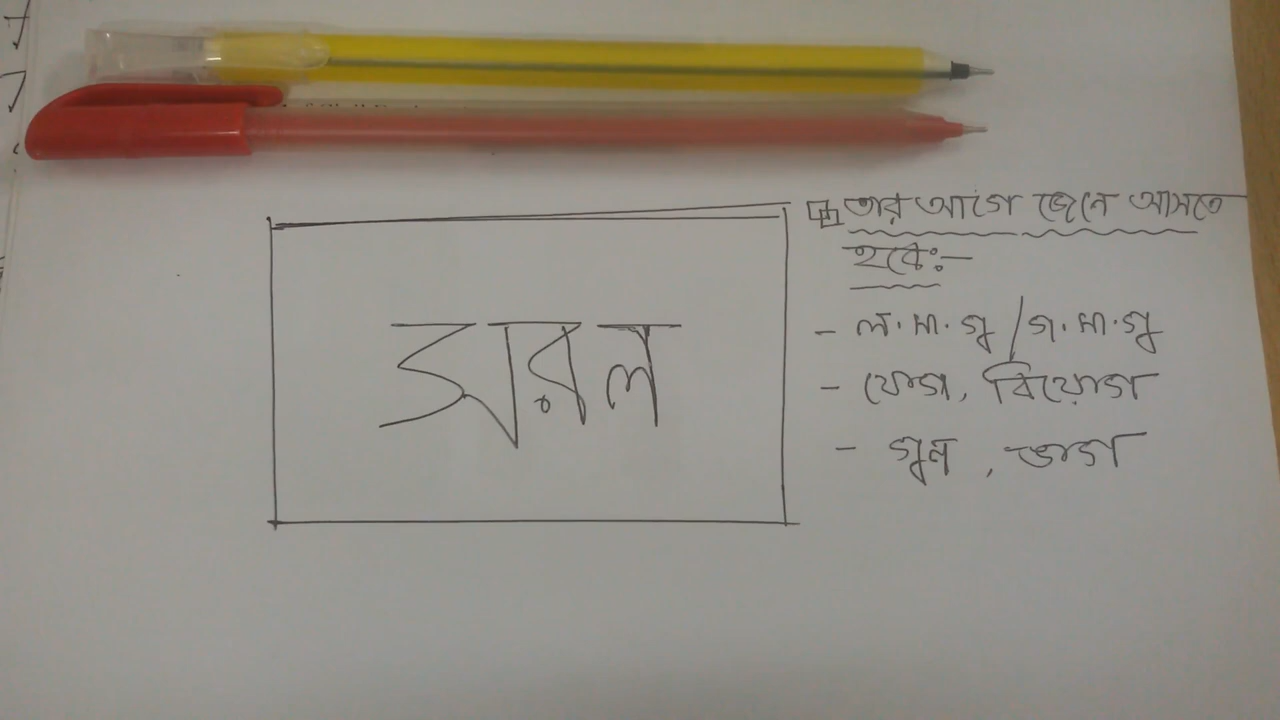 সরল
তার আগে জেনে আসতে
হবে:-
- ল.সা.গু / গ.সা.গু
- যোগ, বিয়োগ
- গুন, ভাগ